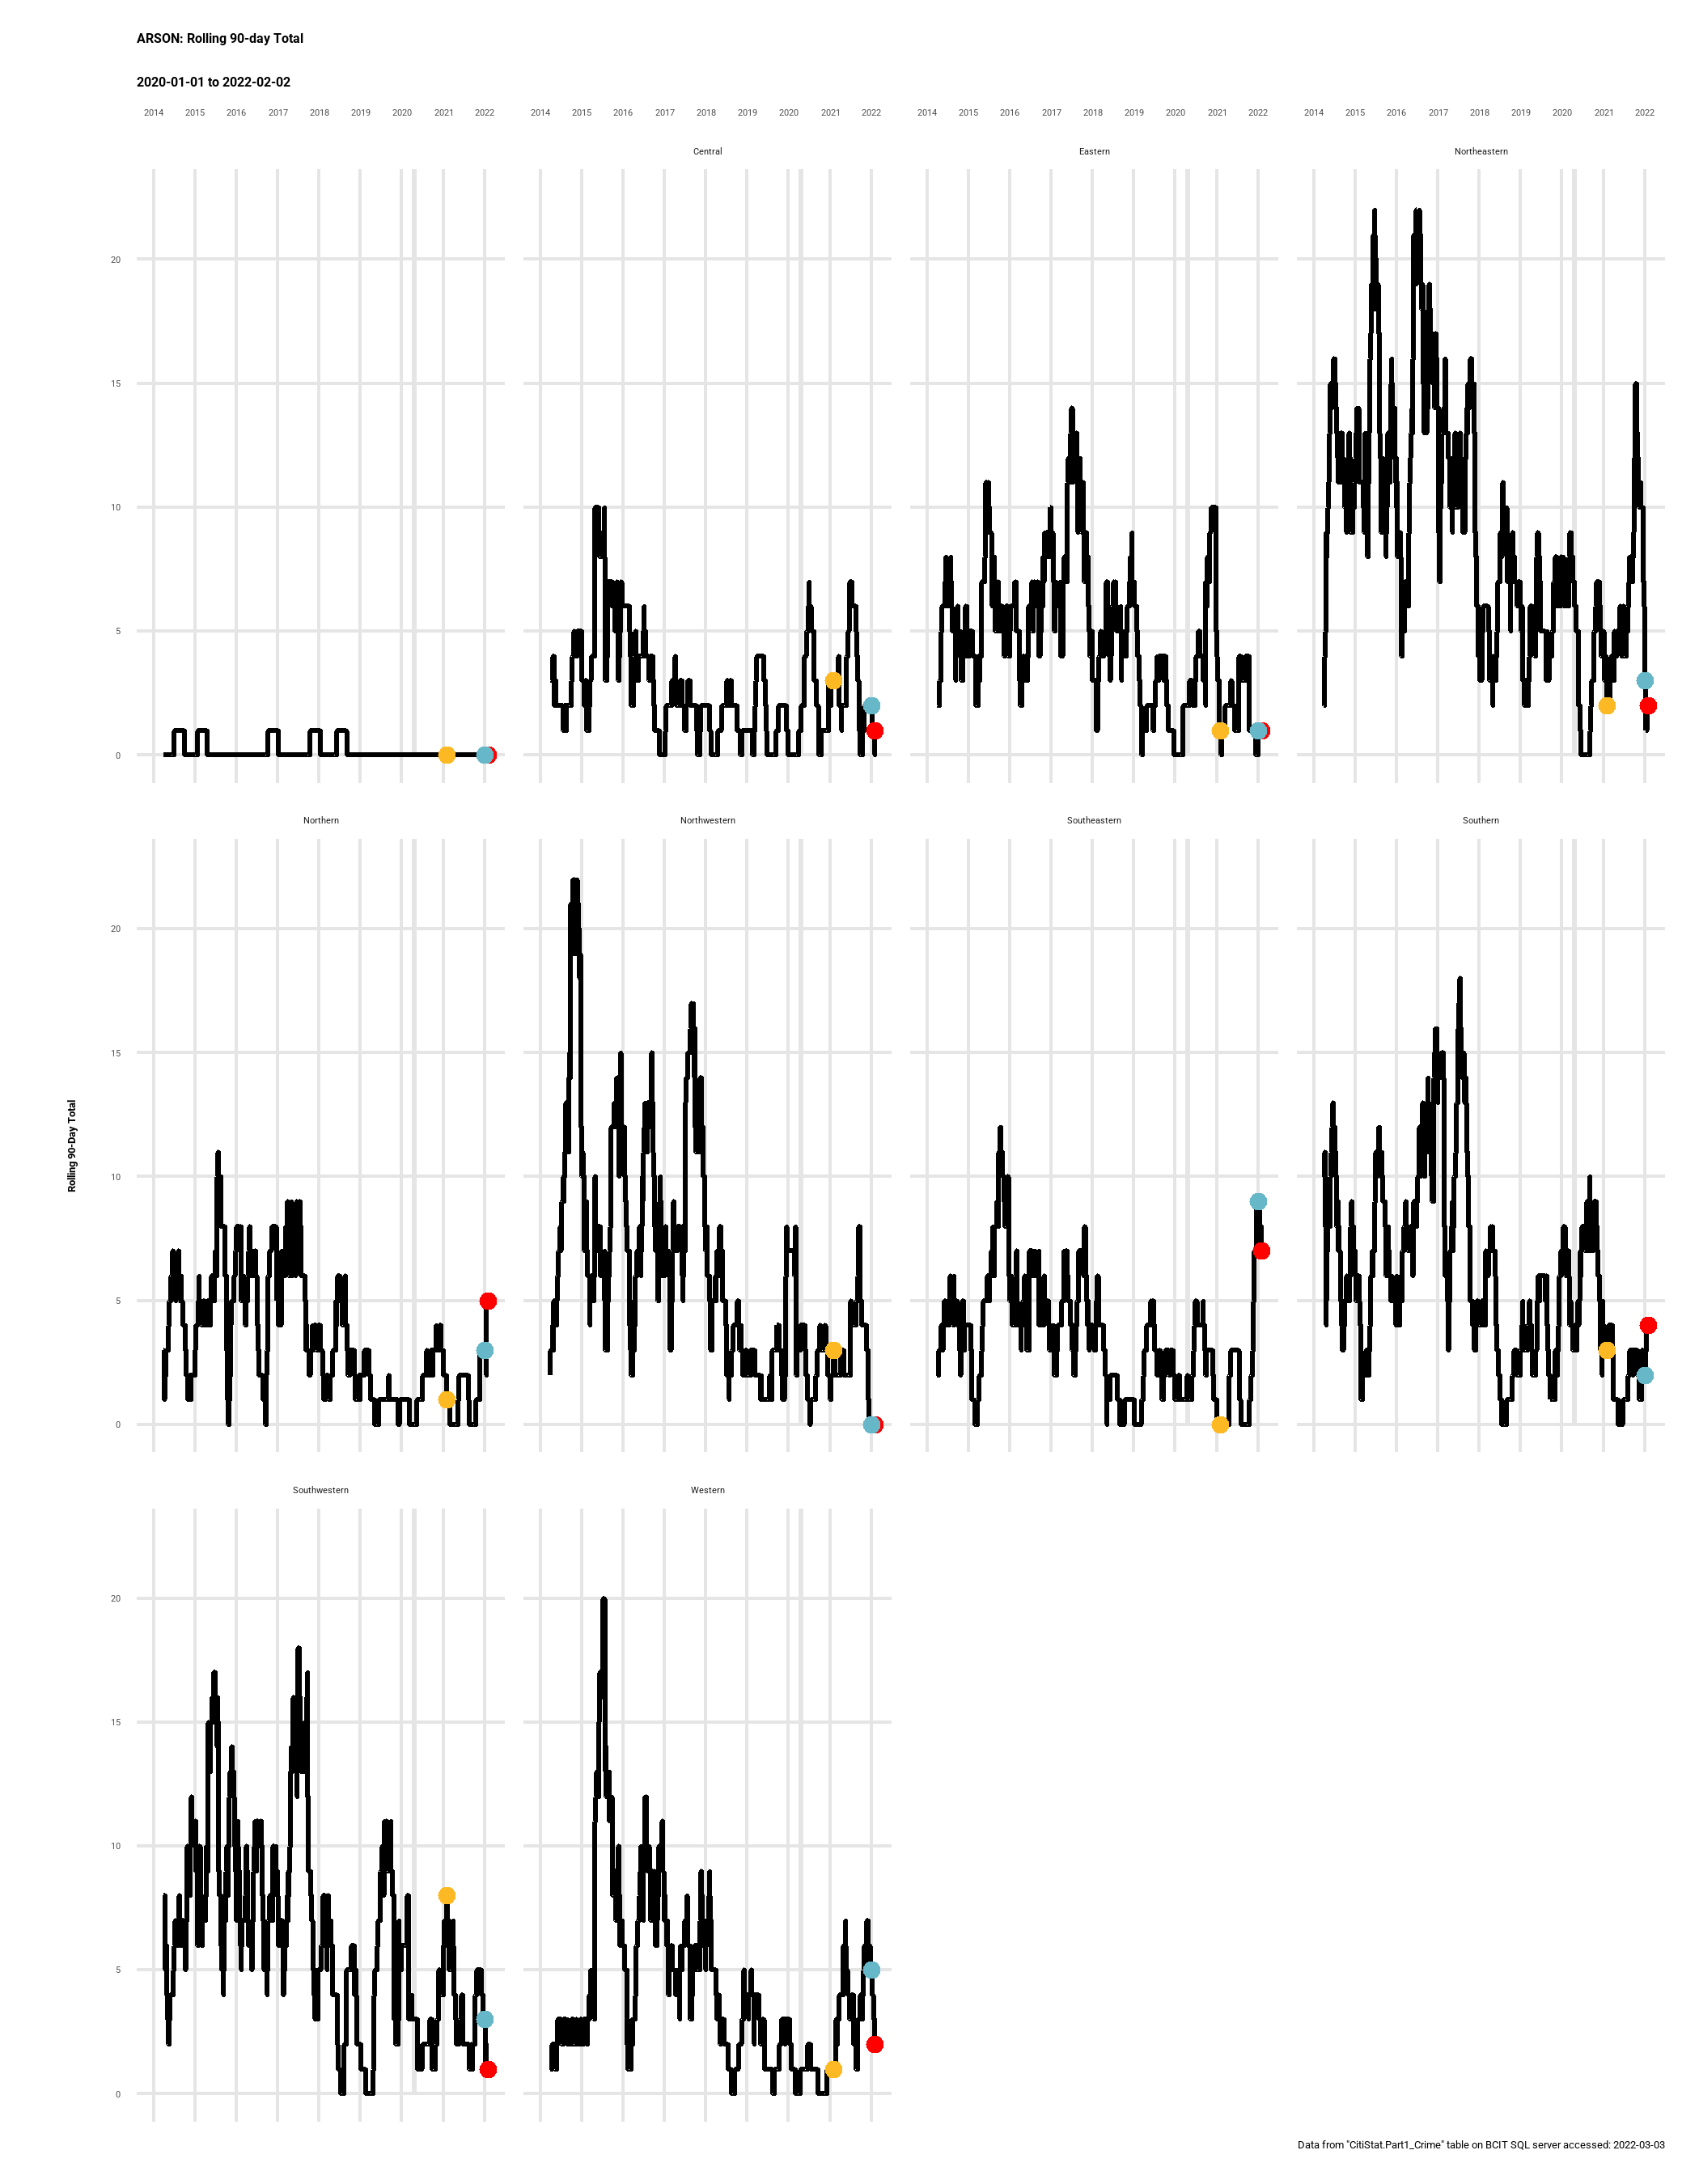 ARSON: Rolling 90-day Total
2020-01-01 to 2022-02-02
2014 2015 2016 2017 2018 2019 2020 2021 2022 2014 2015 2016 2017 2018 2019 2020 2021 2022 2014 2015 2016 2017 2018 2019 2020 2021 2022 2014 2015 2016 2017 2018 2019 2020 2021 2022
Central Eastern Northeastern
20
15
10
5
0
Northern Northwestern Southeastern Southern
20
15
10
5
0
Rolling 90-Day Total
Southwestern Western
20
15
10
5
0
Data from "CitiStat.Part1_Crime" table on BCIT SQL server accessed: 2022-03-03